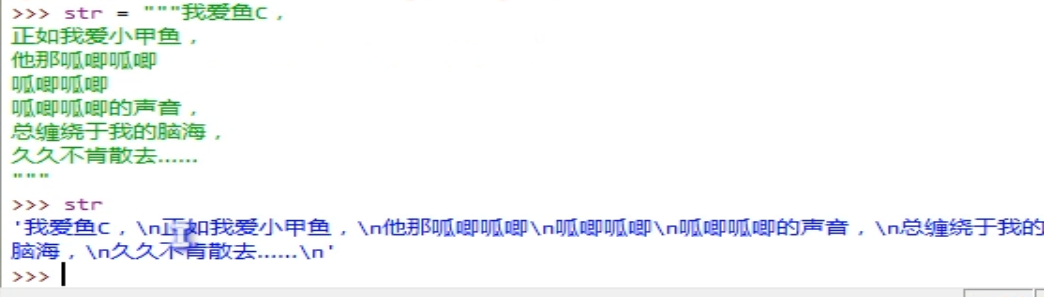 >>> str = """我爱鱼C，
正如我爱小甲鱼，
他那呱唧呱唧
呱唧呱唧
呱唧呱唧的声音，
总缠绕于我的脑海，
久久不肯散去……
"""
>>> str
'我爱鱼C，\n正如我爱小甲鱼，\n他那呱唧呱唧\n呱唧呱唧\n呱唧呱唧的声音，\n总缠绕于我的
脑海，\n久久不肯散去……\n'
>>>